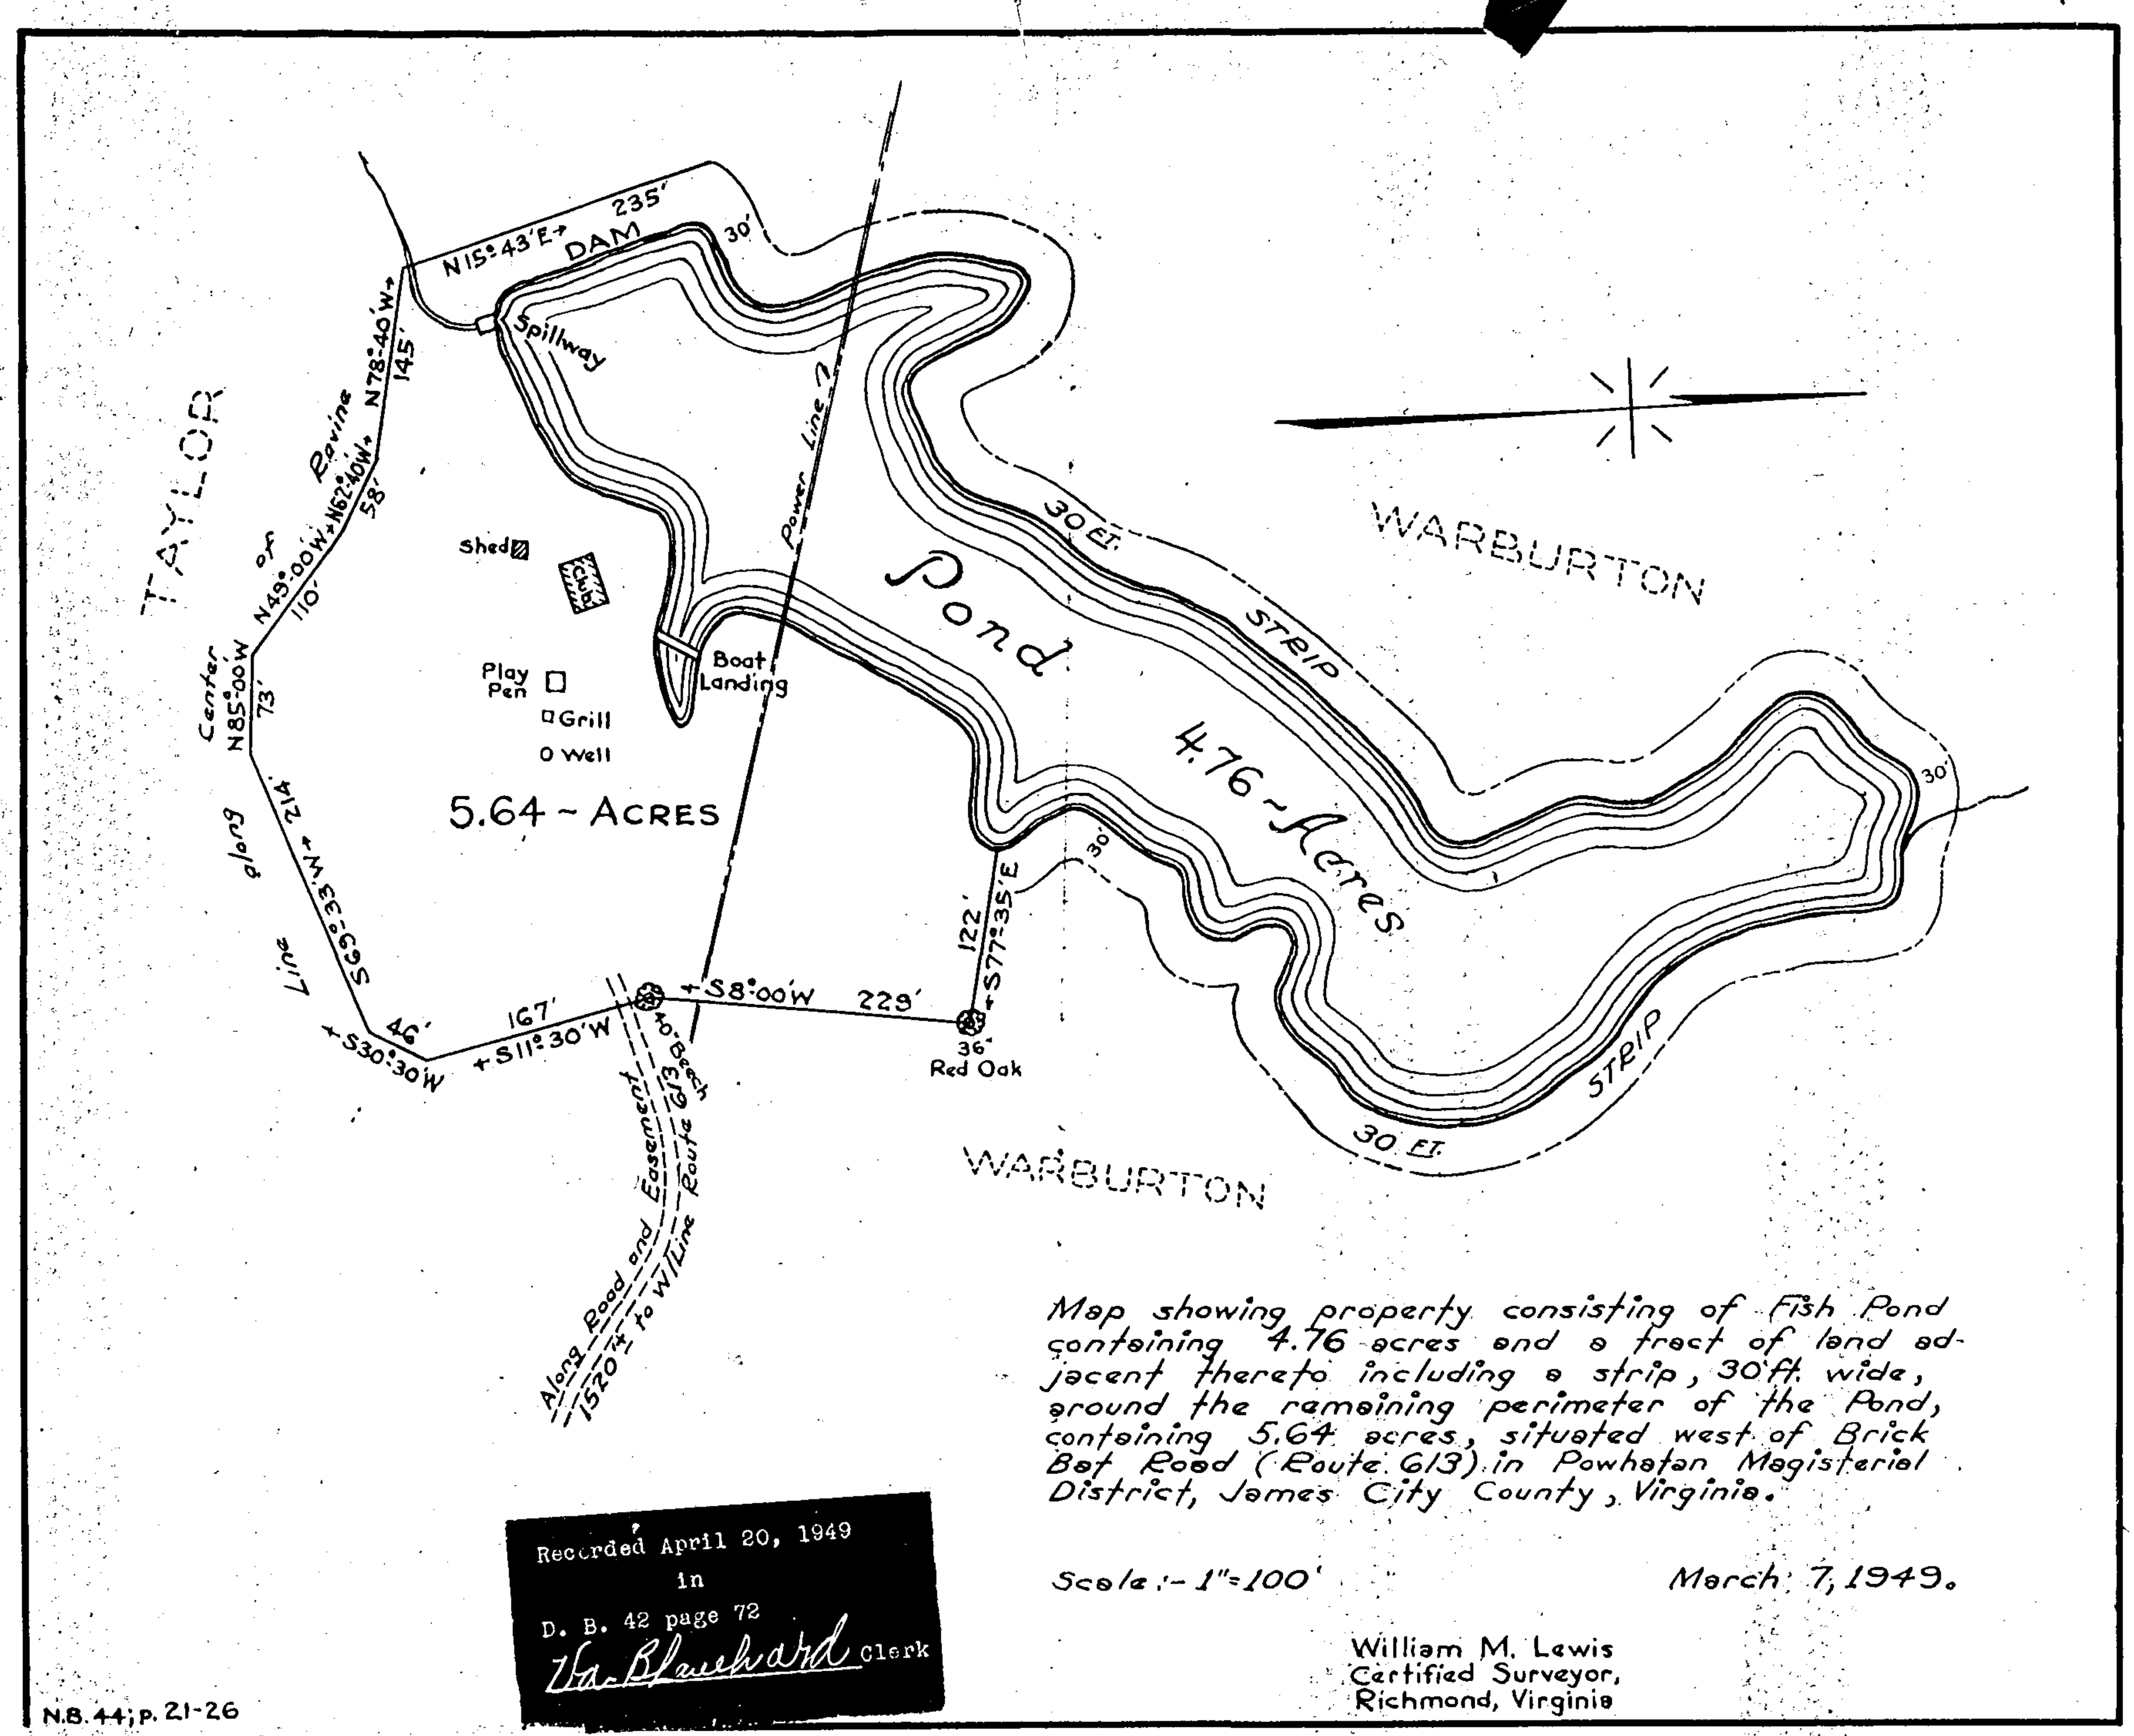 235'
N15°43'E→
DAM
30'
Spillway
N78°40'W→
145'
Ravine
N62°40W→
58'
of
N49°00'W→
110'
TAYLOR
Center
N85°00'W
73'
along
S69°33'W→ 214'
Line
46'
S30°30'W
167'
S11°30'W
S8°00'W 229'
40" Beech
122'
S77°35'E
36"
Red Oak
Power Line
Shed
Club
Play
Pen
Grill
Well
Boat
Landing
5.64 ~ ACRES
Pond
4.76 ~ Acres
30 FT.
STRIP
WARBURTON
30'
30'
STRIP
30 FT.
WARBURTON
Along Road and Easement
1520'± to W/Line Route 613
Map showing property consisting of Fish Pond
containing 4.76 acres and a tract of land ad-
jacent thereto including a strip, 30 ft. wide,
around the remaining perimeter of the Pond,
containing 5.64 acres, situated west of Brick
Bat Road (Route 613) in Powhatan Magisterial
District, James City County, Virginia.
Scale:- 1"=100'
March 7, 1949.
William M. Lewis
Certified Surveyor,
Richmond, Virginia
Recorded April 20, 1949
in
D. B. 42 page 72
Va. Blanchard Clerk
N.B. 44; p. 21-26